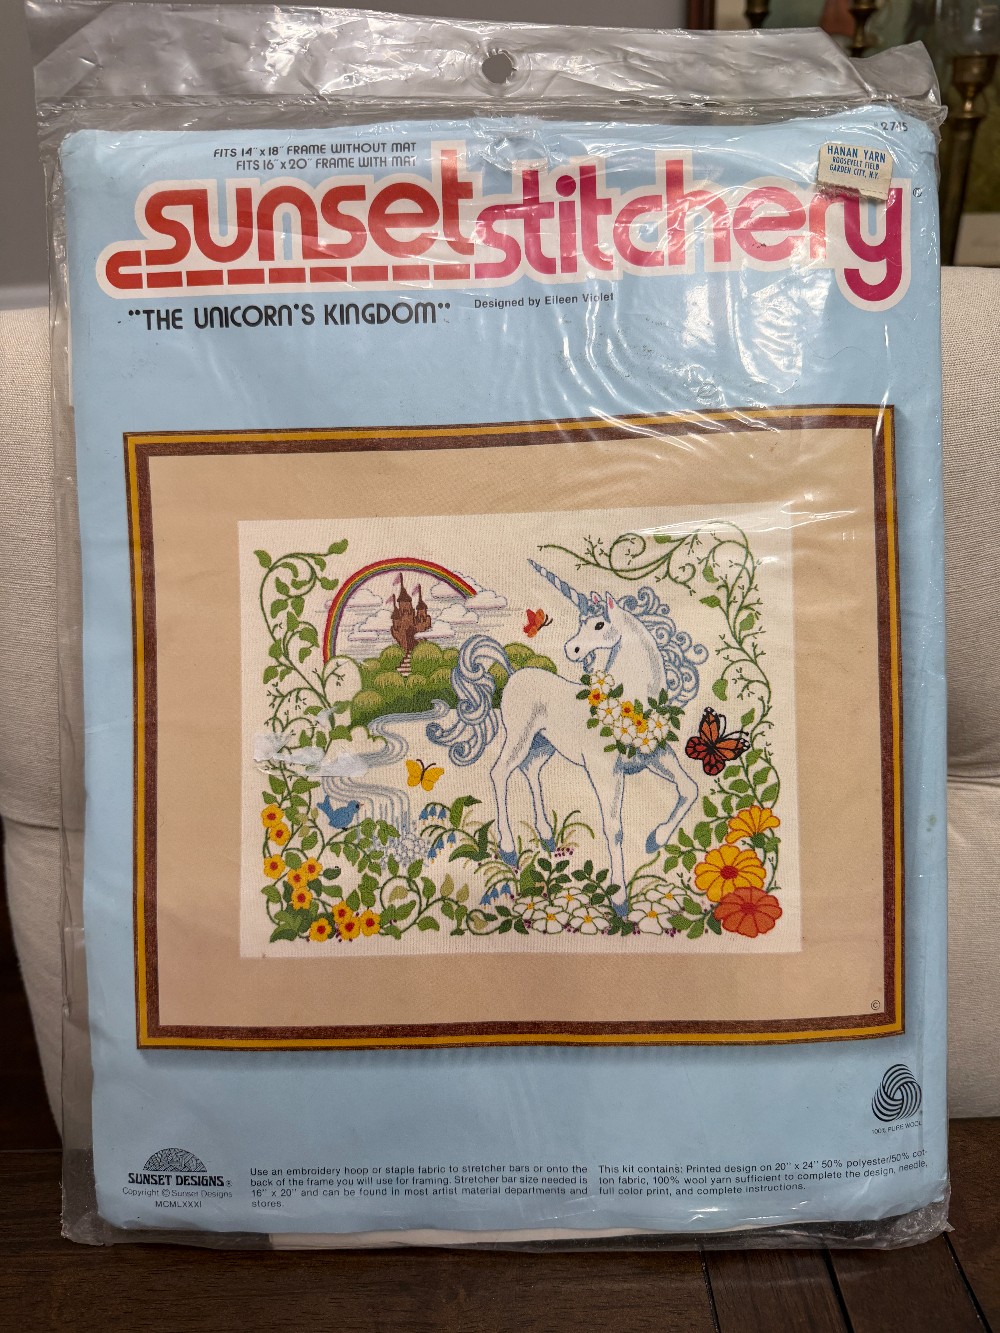 #2745
FITS 14" x 18" FRAME WITHOUT MAT
FITS 16" x 20" FRAME WITH MAT
HANAN YARN
ROOSEVELT FIELD
GARDEN CITY, N.Y.
sunset stitchery®
"THE UNICORN'S KINGDOM"
Designed by Eileen Violet
©
100% PURE WOOL
SUNSET DESIGNS®
Copyright © Sunset Designs
MCMLXXXI
Use an embroidery hoop or staple fabric to stretcher bars or onto the
back of the frame you will use for framing. Stretcher bar size needed is
16" x 20" and can be found in most artist material departments and
stores.
This kit contains: Printed design on 20" x 24" 50% polyester/50% cot-
ton fabric, 100% wool yarn sufficient to complete the design, needle,
full color print, and complete instructions.